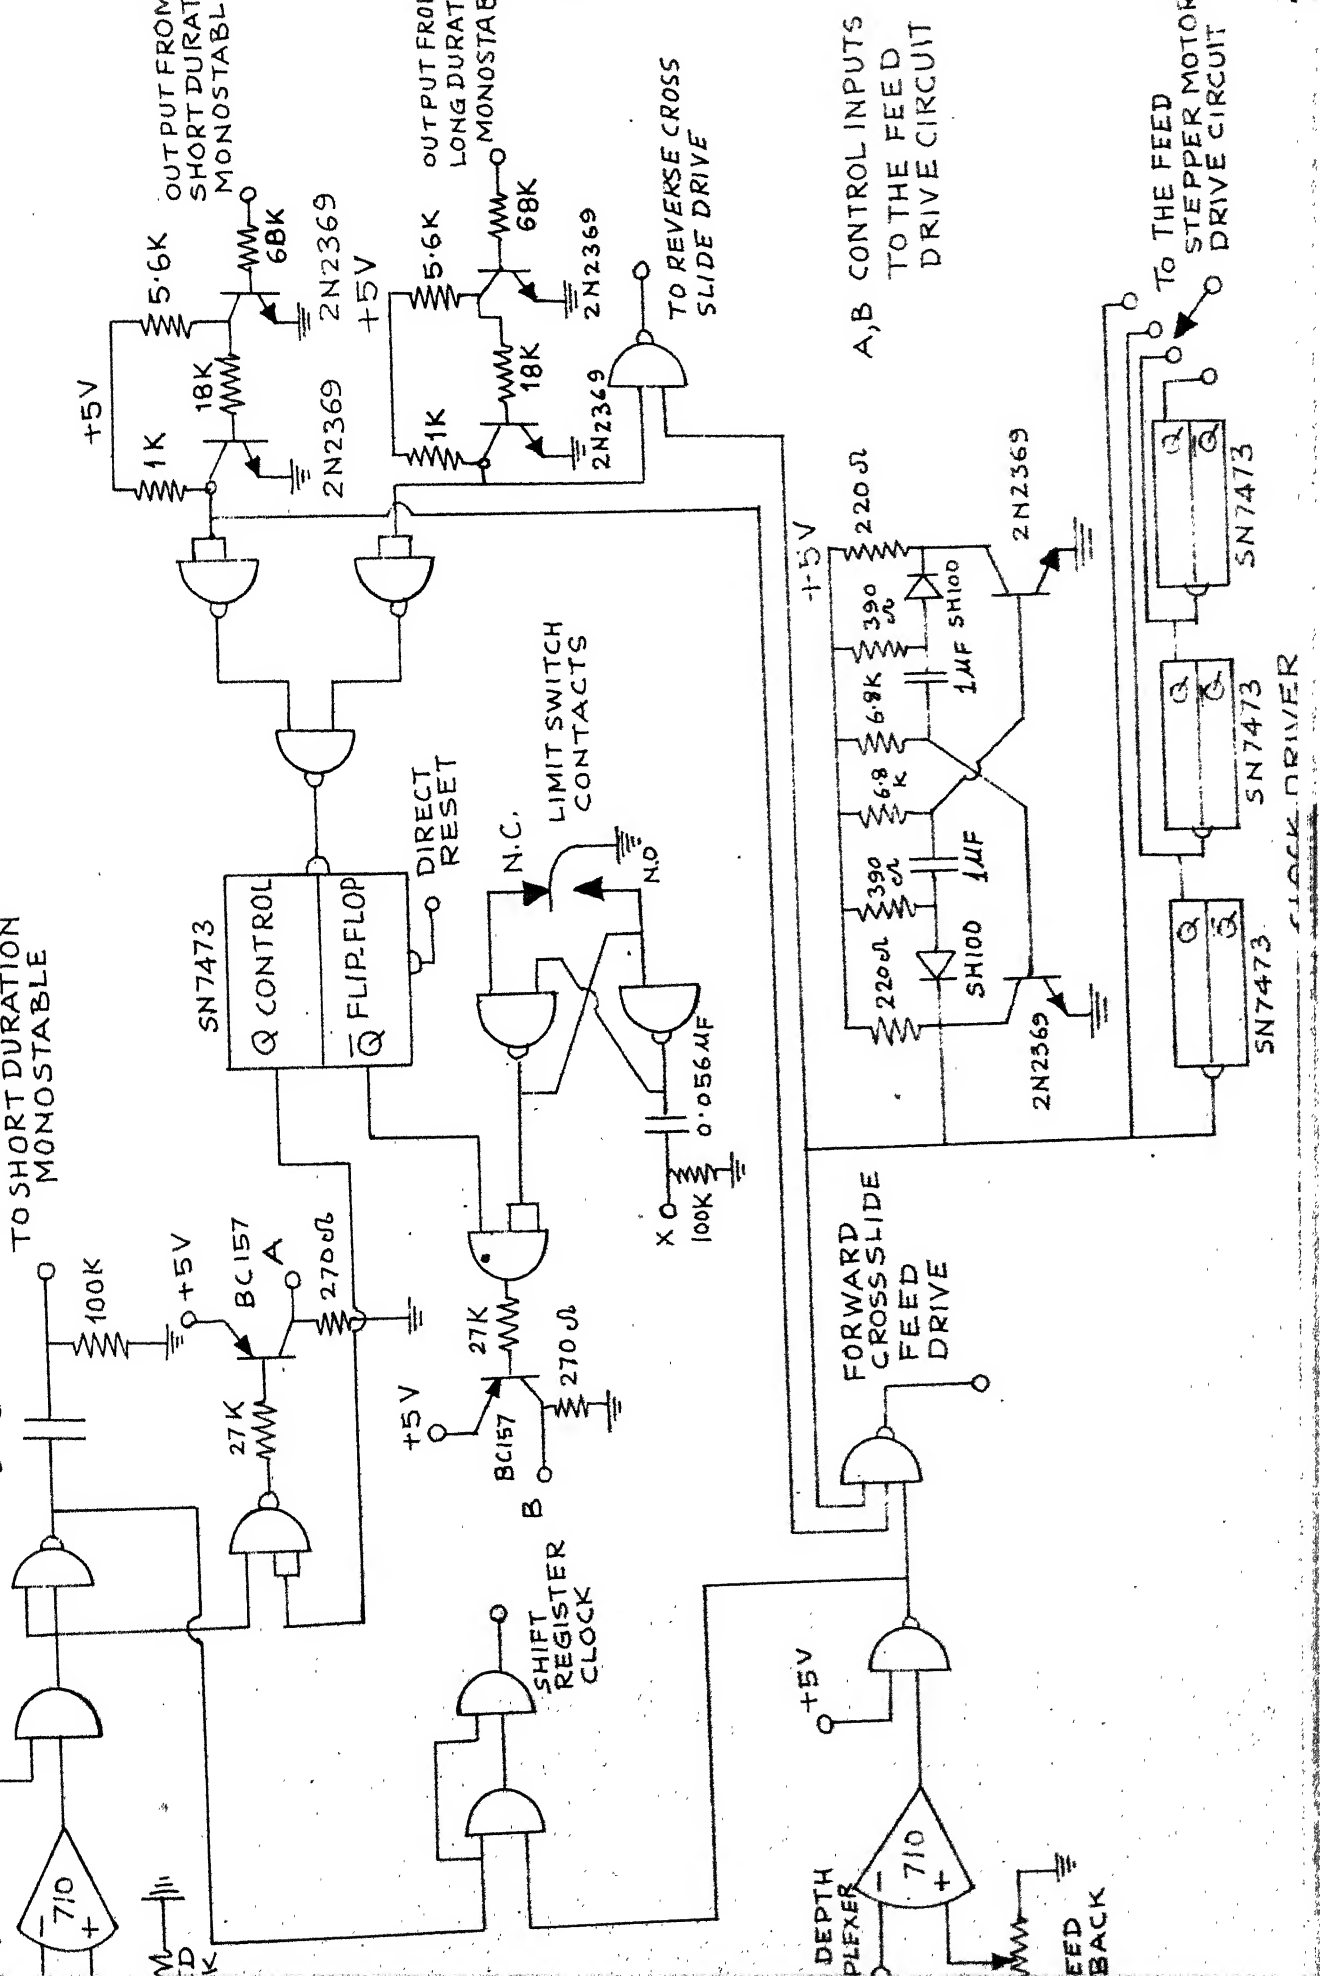 OUTPUT FROM
SHORT DURAT
MONOSTABL
+5V
5.6K
68K
1K
18K
2N2369
2N2369
OUTPUT FROM
LONG DURAT
MONOSTAB
+5V
5.6K
68K
1K
18K
2N2369
2N2369
TO REVERSE CROSS
SLIDE DRIVE
A,B CONTROL INPUTS
TO THE FEED
DRIVE CIRCUIT
TO THE FEED
STEPPER MOTOR
DRIVE CIRCUIT
TO SHORT DURATION
MONOSTABLE
100K
SN7473
Q CONTROL
Q̅ FLIP-FLOP
DIRECT
RESET
LIMIT SWITCH
CONTACTS
N.C.
N.O
0.056µF
X
100K
+5V
BC157
A
270Ω
27K
27K
+5V
BC157
270Ω
B
+5V
220Ω
390
Ω
6.8K
6.8
K
390
Ω
220Ω
SH100
1µF
1µF
SH100
2N2369
2N2369
Q
Q̅
SN7473
Q
Q̅
SN7473
Q
Q̅
SN7473
CLOCK DRIVER
FORWARD
CROSSSLIDE
FEED
DRIVE
SHIFT
REGISTER
CLOCK
+5V
710
- +
710
- +
DEPTH
PLEXER
EED
BACK
ED
K